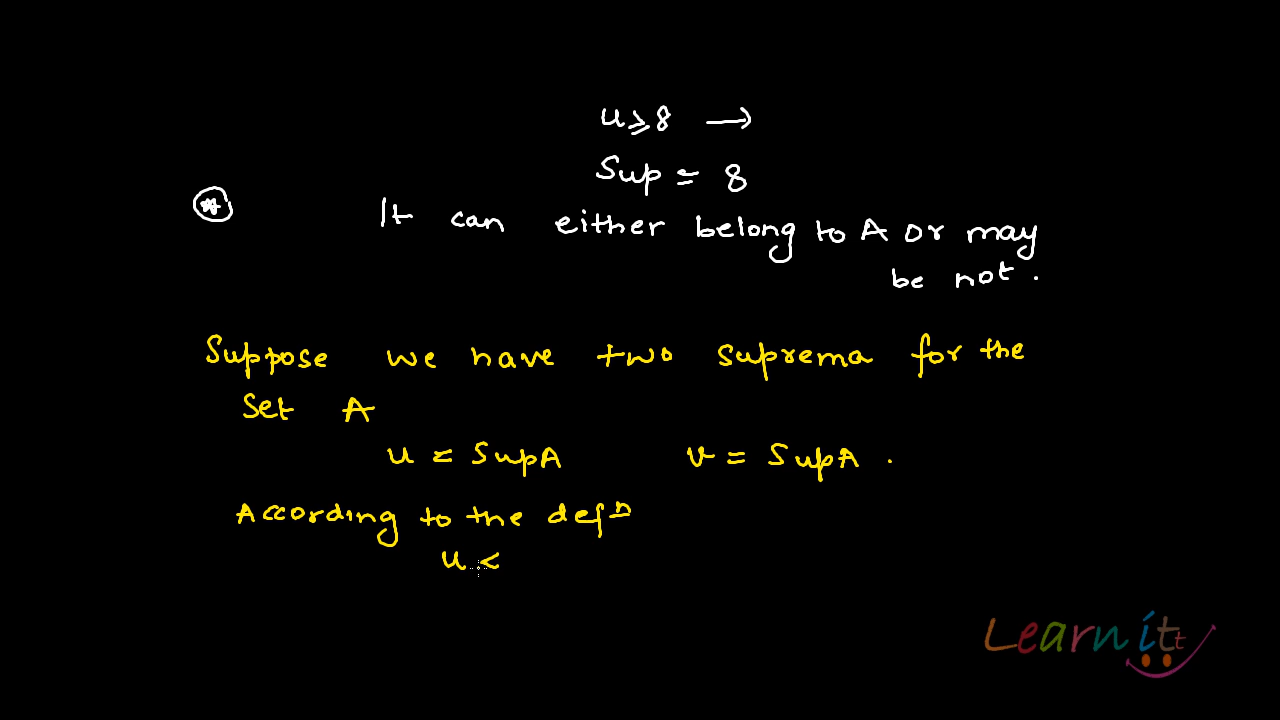 u ≥ 8 →
Sup = 8
* It can either belong to A or may
be not.
Suppose we have two suprema for the
Set A
u = SupA v = SupA .
According to the defn
u <
Learnitt